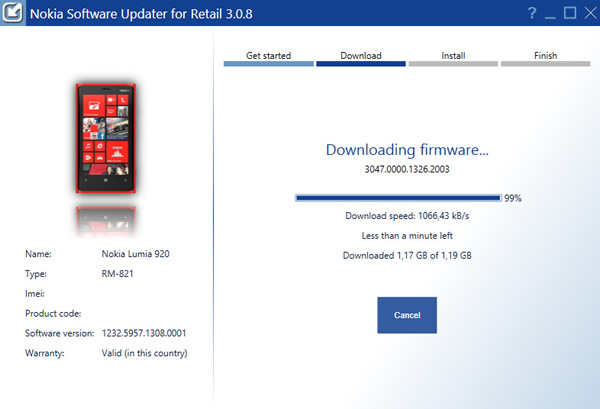 Nokia Software Updater for Retail 3.0.8
Get started Download Install Finish
Downloading firmware...
3047.0000.1326.2003
99%
Download speed: 1066,43 kB/s
Less than a minute left
Downloaded 1,17 GB of 1,19 GB
Cancel
Name: Nokia Lumia 920
Type: RM-821
Imei:
Product code:
Software version: 1232.5957.1308.0001
Warranty: Valid (in this country)